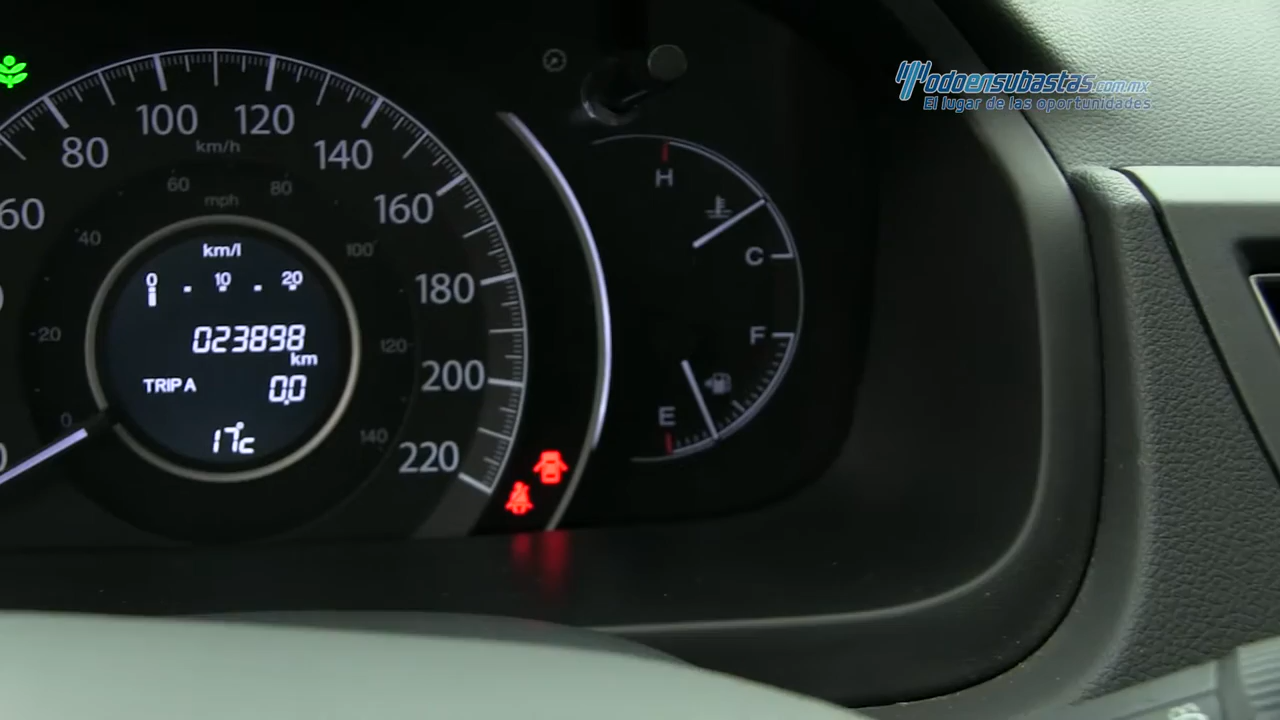 Todoensubastas.com.mx
El lugar de las oportunidades
80
100
120
140
160
180
200
220
60
km/h
20
40
60
80
100
120
140
0
mph
km/l
0 10 20
023898
km
TRIP A 0.0
17°C
H
C
F
E